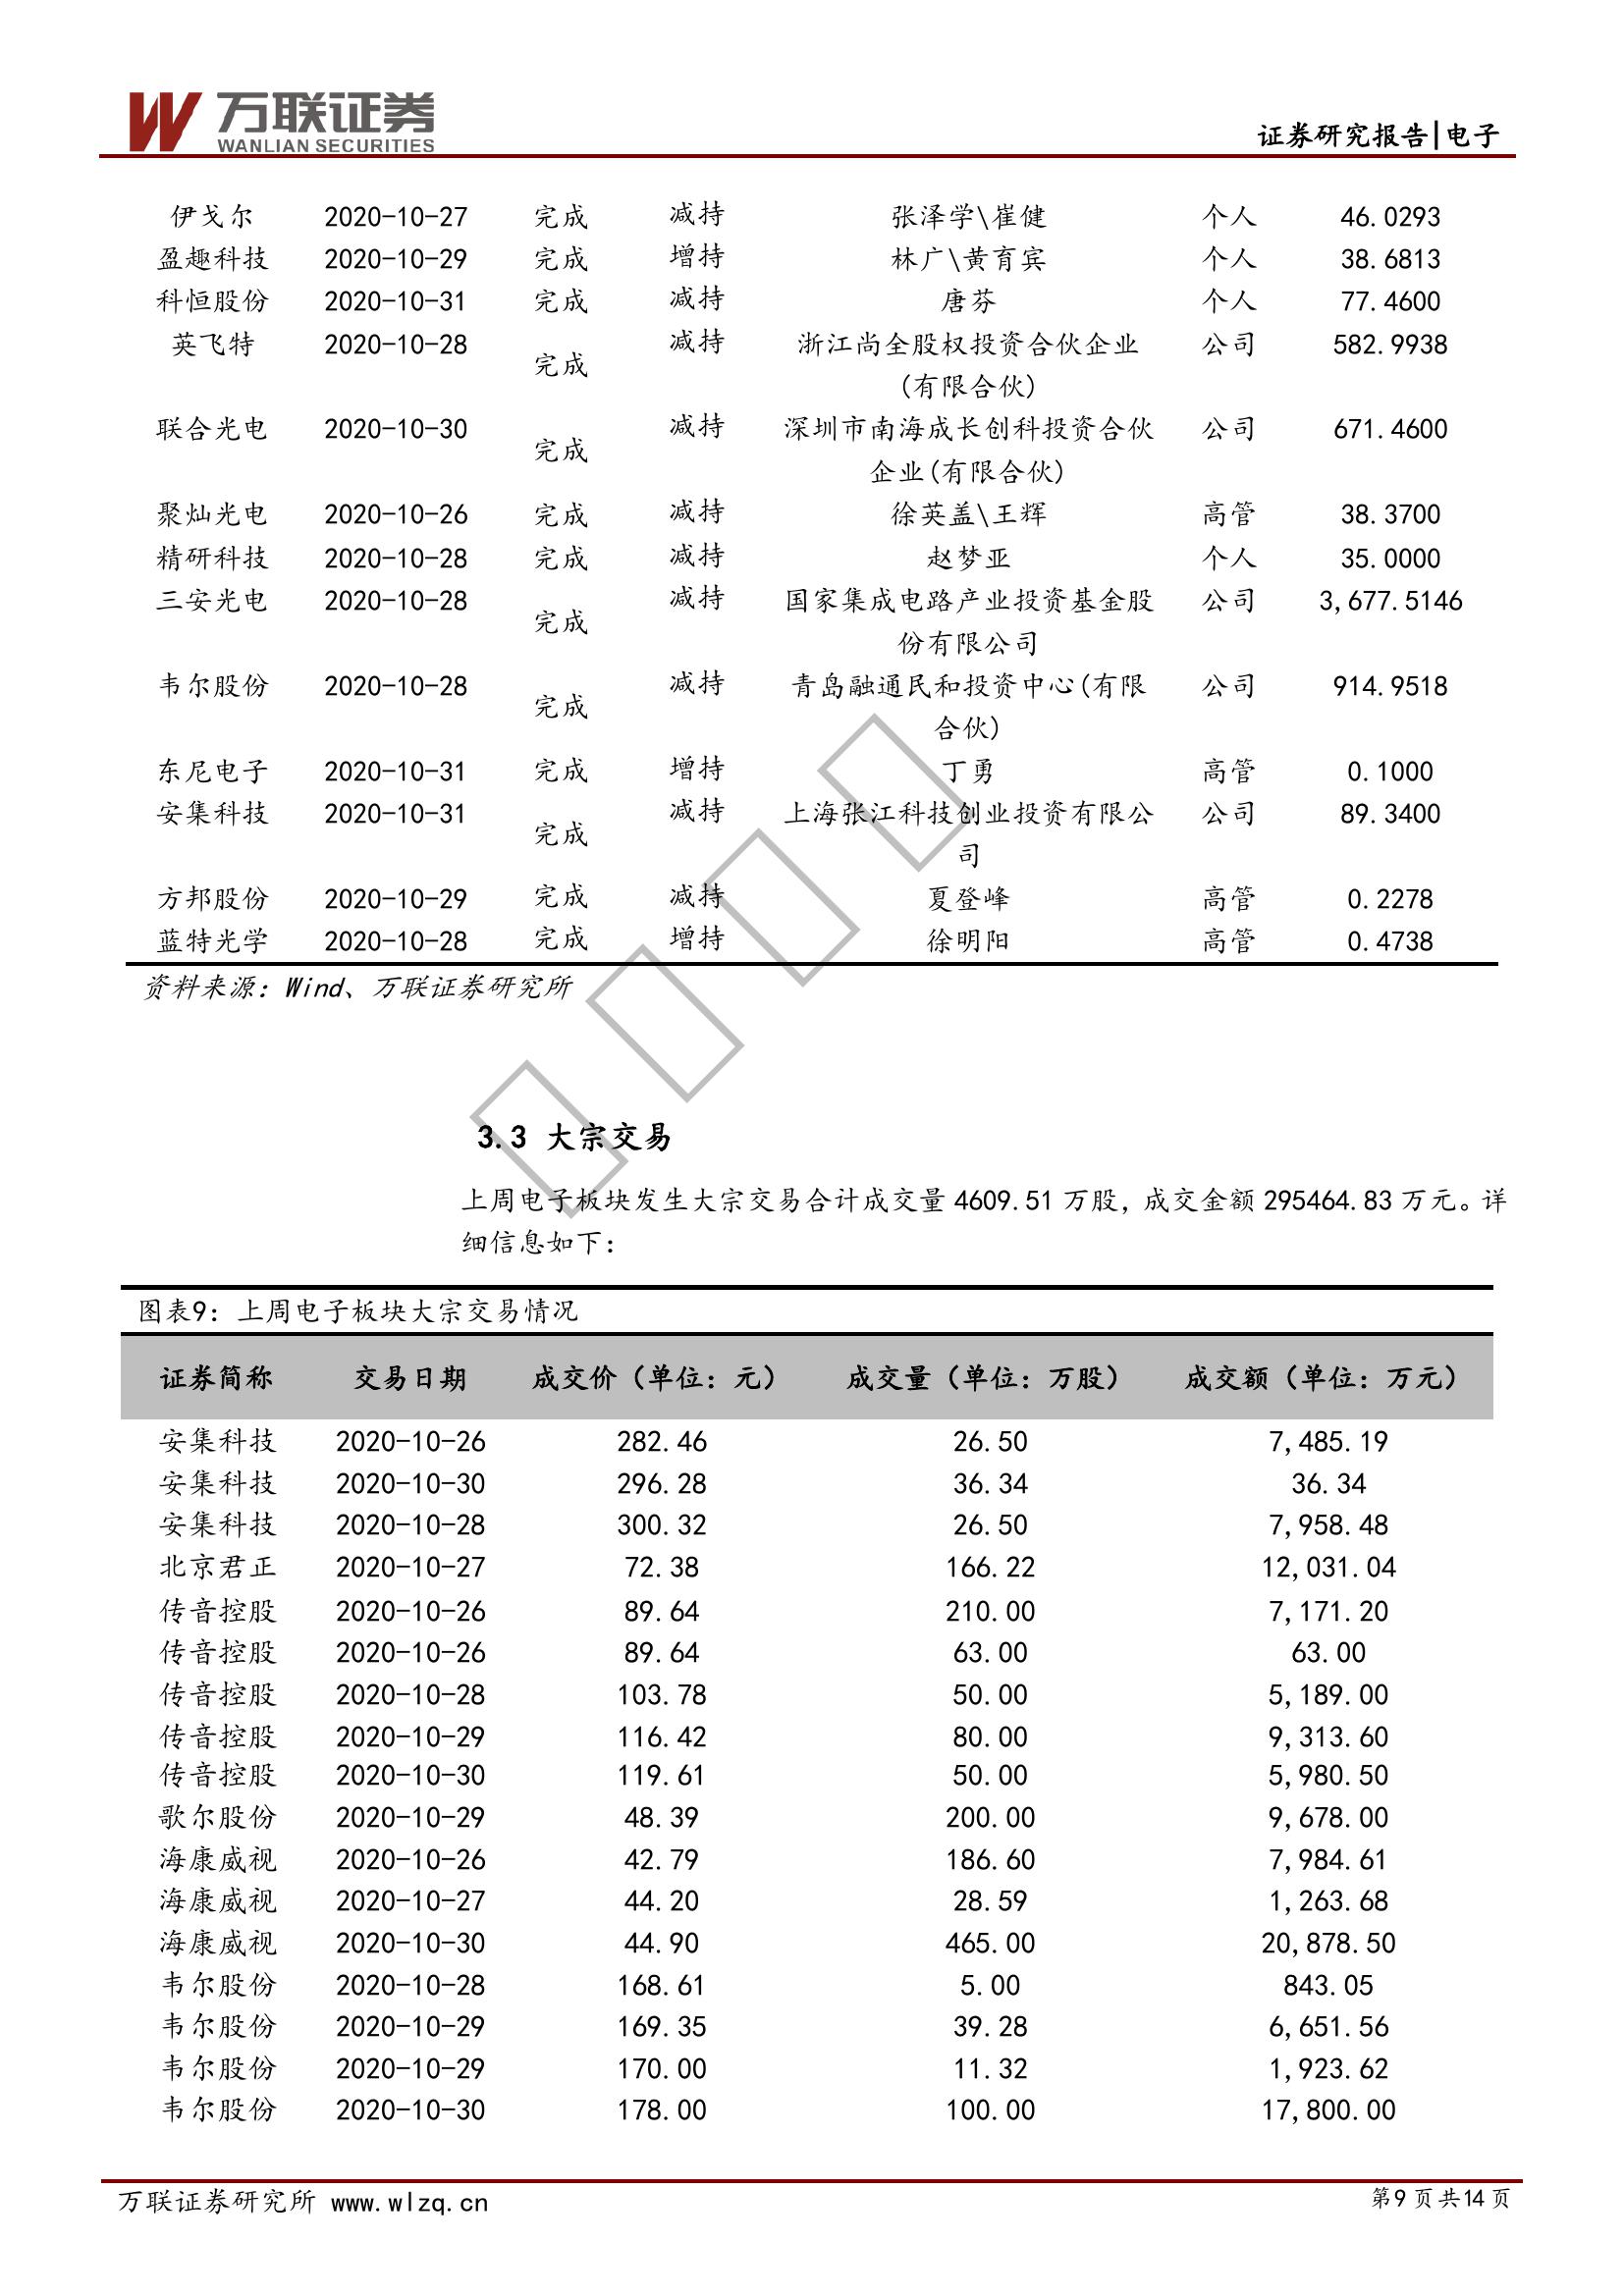 万联证券
WANLIAN SECURITIES
证券研究报告|电子
伊戈尔 2020-10-27 完成 减持 张泽学\崔健 个人 46.0293
盈趣科技 2020-10-29 完成 增持 林广\黄育宾 个人 38.6813
科恒股份 2020-10-31 完成 减持 唐芬 个人 77.4600
英飞特 2020-10-28 完成 减持 浙江尚全股权投资合伙企业 公司 582.9938
(有限合伙)
联合光电 2020-10-30 完成 减持 深圳市南海成长创科投资合伙 公司 671.4600
企业(有限合伙)
聚灿光电 2020-10-26 完成 减持 徐英盖\王辉 高管 38.3700
精研科技 2020-10-28 完成 减持 赵梦亚 个人 35.0000
三安光电 2020-10-28 完成 减持 国家集成电路产业投资基金股 公司 3,677.5146
份有限公司
韦尔股份 2020-10-28 完成 减持 青岛融通民和投资中心(有限 公司 914.9518
合伙)
东尼电子 2020-10-31 完成 增持 丁勇 高管 0.1000
安集科技 2020-10-31 完成 减持 上海张江科技创业投资有限公 公司 89.3400
司
方邦股份 2020-10-29 完成 减持 夏登峰 高管 0.2278
蓝特光学 2020-10-28 完成 增持 徐明阳 高管 0.4738
资料来源：Wind、万联证券研究所
3.3 大宗交易
上周电子板块发生大宗交易合计成交量 4609.51 万股，成交金额 295464.83 万元。详
细信息如下：
图表9：上周电子板块大宗交易情况
证券简称 交易日期 成交价（单位：元） 成交量（单位：万股） 成交额（单位：万元）
安集科技 2020-10-26 282.46 26.50 7,485.19
安集科技 2020-10-30 296.28 36.34 36.34
安集科技 2020-10-28 300.32 26.50 7,958.48
北京君正 2020-10-27 72.38 166.22 12,031.04
传音控股 2020-10-26 89.64 210.00 7,171.20
传音控股 2020-10-26 89.64 63.00 63.00
传音控股 2020-10-28 103.78 50.00 5,189.00
传音控股 2020-10-29 116.42 80.00 9,313.60
传音控股 2020-10-30 119.61 50.00 5,980.50
歌尔股份 2020-10-29 48.39 200.00 9,678.00
海康威视 2020-10-26 42.79 186.60 7,984.61
海康威视 2020-10-27 44.20 28.59 1,263.68
海康威视 2020-10-30 44.90 465.00 20,878.50
韦尔股份 2020-10-28 168.61 5.00 843.05
韦尔股份 2020-10-29 169.35 39.28 6,651.56
韦尔股份 2020-10-29 170.00 11.32 1,923.62
韦尔股份 2020-10-30 178.00 100.00 17,800.00
万联证券研究所 www.wlzq.cn 第9页共14页